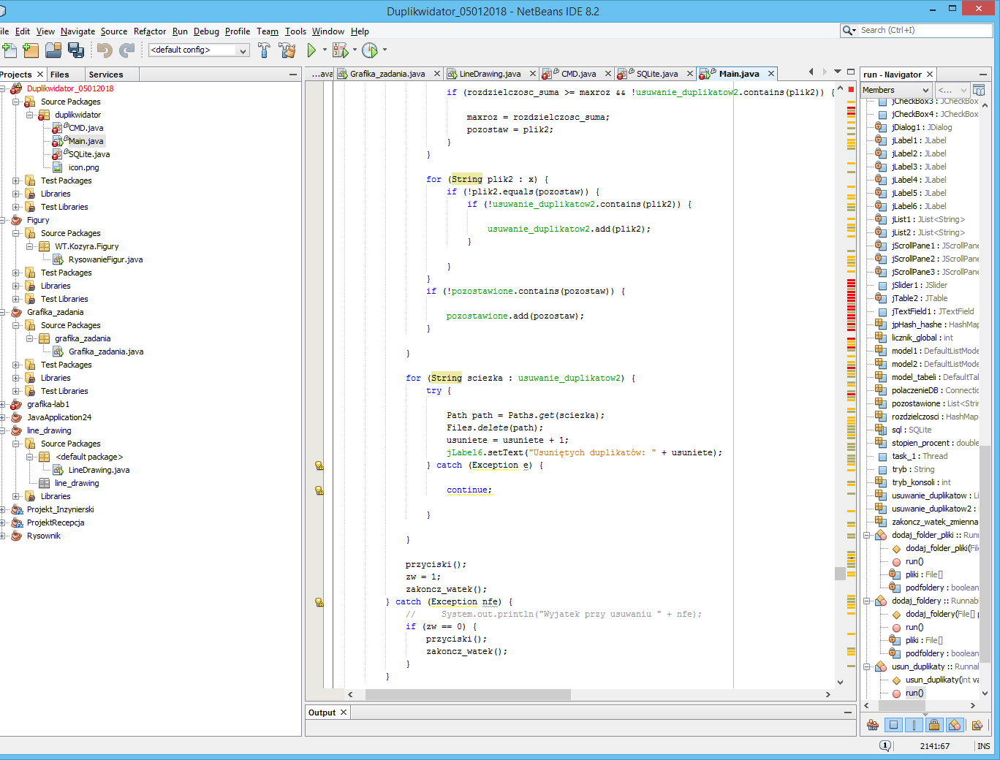 Duplikwidator_05012018 - NetBeans IDE 8.2
ile Edit View Navigate Source Refactor Run Debug Profile Team Tools Window Help
Search (Ctrl+I)
<default config>
Projects Files Services
Duplikwidator_05012018
Source Packages
duplikwidator
CMD.java
Main.java
SQLite.java
icon.png
Test Packages
Libraries
Test Libraries
Figury
Source Packages
WT.Kozyra.Figury
RysowanieFigur.java
Test Packages
Libraries
Test Libraries
Grafika_zadania
Source Packages
grafika_zadania
Grafika_zadania.java
Test Packages
Libraries
Test Libraries
grafika-lab1
JavaApplication24
line_drawing
Source Packages
<default package>
LineDrawing.java
line_drawing
Libraries
Projekt_Inzynierski
ProjektRecepcja
Rysownik
...ava Grafika_zadania.java LineDrawing.java CMD.java SQLite.java Main.java
if (rozdzielczosc_suma >= maxroz && !usuwanie_duplikatow2.contains(plik2)) {
maxroz = rozdzielczosc_suma;
pozostaw = plik2;
}
}
for (String plik2 : x) {
if (!plik2.equals(pozostaw)) {
if (!usuwanie_duplikatow2.contains(plik2)) {
usuwanie_duplikatow2.add(plik2);
}
}
}
if (!pozostawione.contains(pozostaw)) {
pozostawione.add(pozostaw);
}
}
for (String sciezka : usuwanie_duplikatow2) {
try {
Path path = Paths.get(sciezka);
Files.delete(path);
usuniete = usuniete + 1;
jLabel6.setText("Usuniętych duplikatów: " + usuniete);
} catch (Exception e) {
continue;
}
}
przyciski();
zw = 1;
zakoncz_watek();
} catch (Exception nfe) {
// System.out.println("Wyjatek przy usuwaniu " + nfe);
if (zw == 0) {
przyciski();
zakoncz_watek();
}
}
Output
run - Navigator
Members <...
jCheckBox3 : JCheckBox
jCheckBox4 : JCheckBox
jDialog1 : JDialog
jLabel1 : JLabel
jLabel2 : JLabel
jLabel3 : JLabel
jLabel4 : JLabel
jLabel5 : JLabel
jLabel6 : JLabel
jList1 : JList<String>
jList2 : JList<String>
jScrollPane1 : JScrollPane
jScrollPane2 : JScrollPane
jScrollPane3 : JScrollPane
jSlider1 : JSlider
jTable2 : JTable
jTextField1 : JTextField
jpHash_hashe : HashMap
licznik_global : int
model1 : DefaultListMode
model2 : DefaultListMode
model_tabeli : DefaultTa
polaczenieDB : Connectio
pozostawione : List<Strin
rozdzielczosci : HashMap
sql : SQLite
stopien_procent : double
task_1 : Thread
tryb : String
tryb_konsoli : int
usuwanie_duplikatow : Li
usuwanie_duplikatow2 :
zakoncz_watek_zmienna
dodaj_folder_pliki :: Runn
dodaj_folder_pliki(File
run()
pliki : File[]
podfoldery : boolean
dodaj_foldery :: Runnab
dodaj_foldery(File[] p
run()
pliki : File[]
podfoldery : boolean
usun_duplikaty :: Runnal
usun_duplikaty(int va
run()
1 2141:67 INS